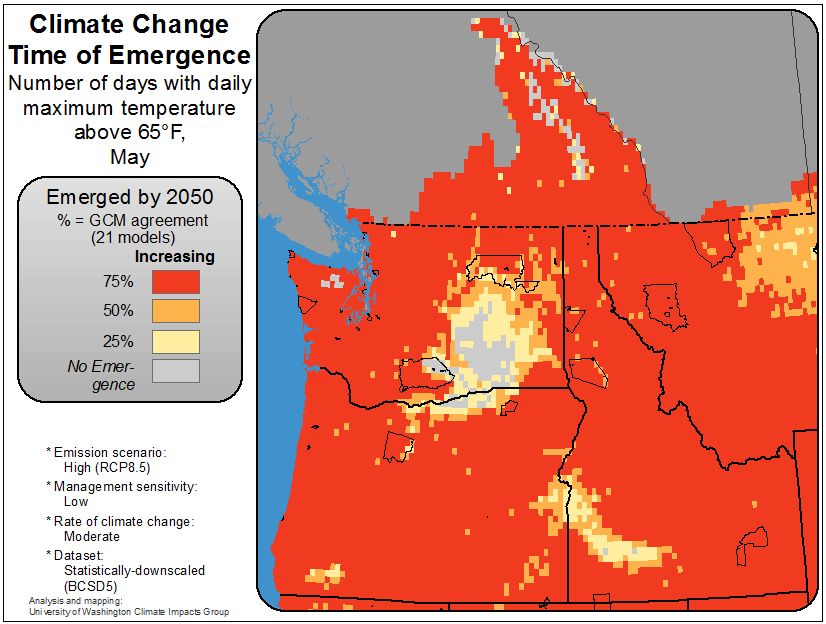 Climate Change
Time of Emergence
Number of days with daily
maximum temperature
above 65°F,
May
Emerged by 2050
% = GCM agreement
(21 models)
Increasing
75%
50%
25%
No Emer-
gence
* Emission scenario:
High (RCP8.5)
* Management sensitivity:
Low
* Rate of climate change:
Moderate
* Dataset:
Statistically-downscaled
(BCSD5)
Analysis and mapping:
University of Washington Climate Impacts Group